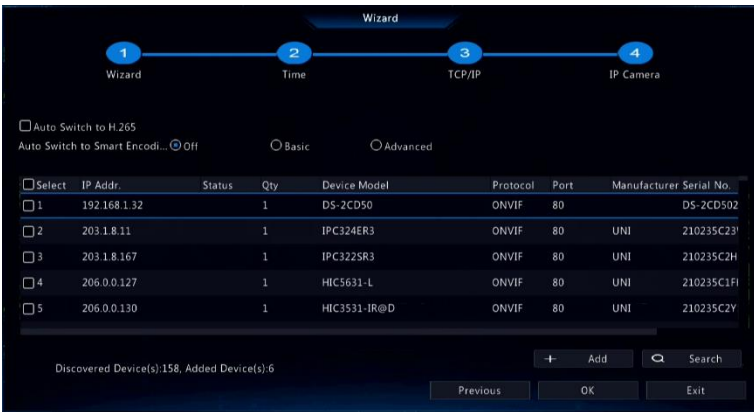 Wizard
1 2 3 4
Wizard Time TCP/IP IP Camera
Auto Switch to H.265
Auto Switch to Smart Encodi... Off Basic Advanced
Select IP Addr. Status Qty Device Model Protocol Port Manufacturer Serial No.
1 192.168.1.32 1 DS-2CD50 ONVIF 80 DS-2CD502
2 203.1.8.11 1 IPC324ER3 ONVIF 80 UNI 210235C23
3 203.1.8.167 1 IPC322SR3 ONVIF 80 UNI 210235C2H
4 206.0.0.127 1 HIC5631-L ONVIF 80 UNI 210235C1F
5 206.0.0.130 1 HIC3531-IR@D ONVIF 80 UNI 210235C2Y
Add Search
Discovered Device(s):158, Added Device(s):6
Previous OK Exit